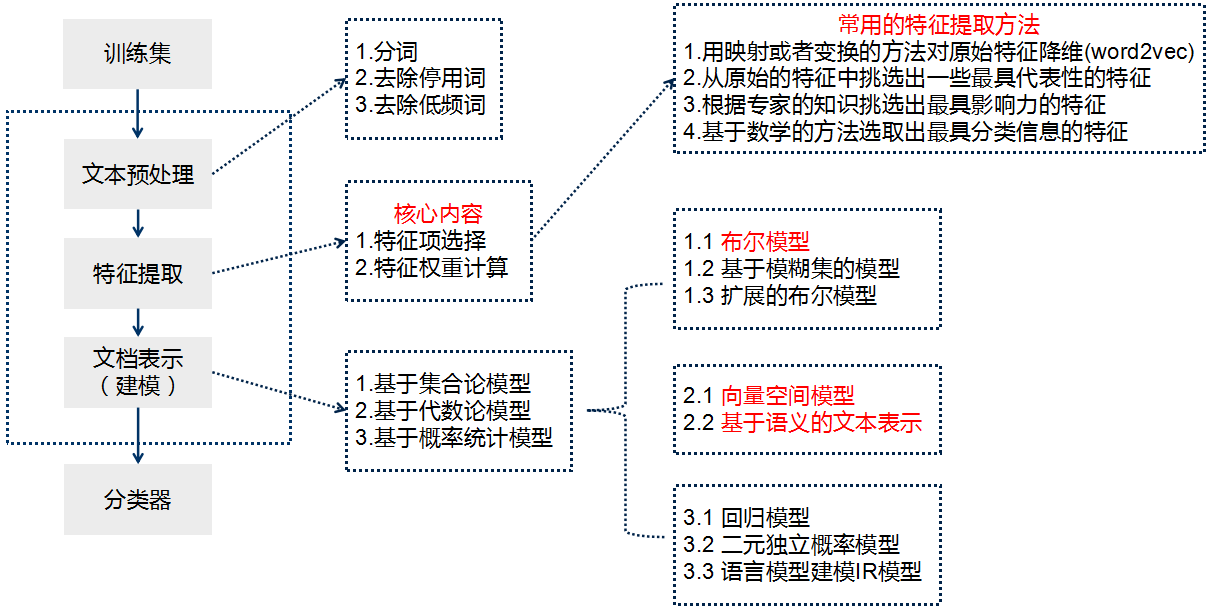 训练集
文本预处理
特征提取
文档表示
（建模）
分类器
1.分词
2.去除停用词
3.去除低频词
核心内容
1.特征项选择
2.特征权重计算
1.基于集合论模型
2.基于代数论模型
3.基于概率统计模型
常用的特征提取方法
1.用映射或者变换的方法对原始特征降维(word2vec)
2.从原始的特征中挑选出一些最具代表性的特征
3.根据专家的知识挑选出最具影响力的特征
4.基于数学的方法选取出最具分类信息的特征
1.1 布尔模型
1.2 基于模糊集的模型
1.3 扩展的布尔模型
2.1 向量空间模型
2.2 基于语义的文本表示
3.1 回归模型
3.2 二元独立概率模型
3.3 语言模型建模IR模型